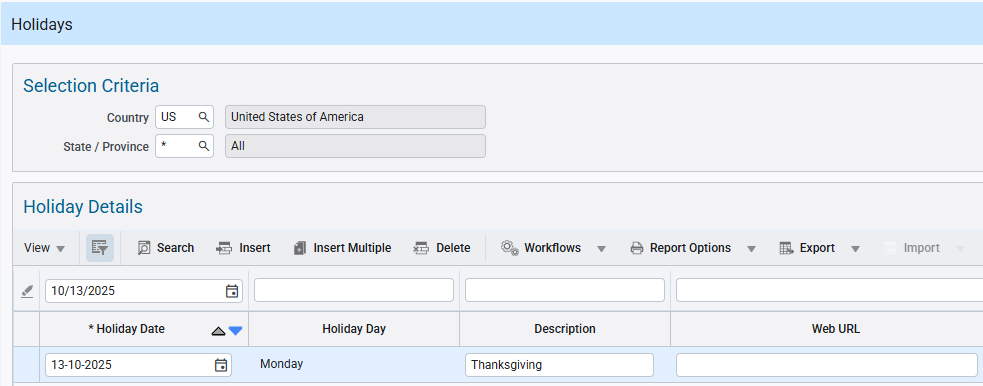 Holidays
Selection Criteria
Country US United States of America
State / Province * All
Holiday Details
View Search Insert Insert Multiple Delete Workflows Report Options Export Import
10/13/2025
* Holiday Date Holiday Day Description Web URL
13-10-2025 Monday Thanksgiving